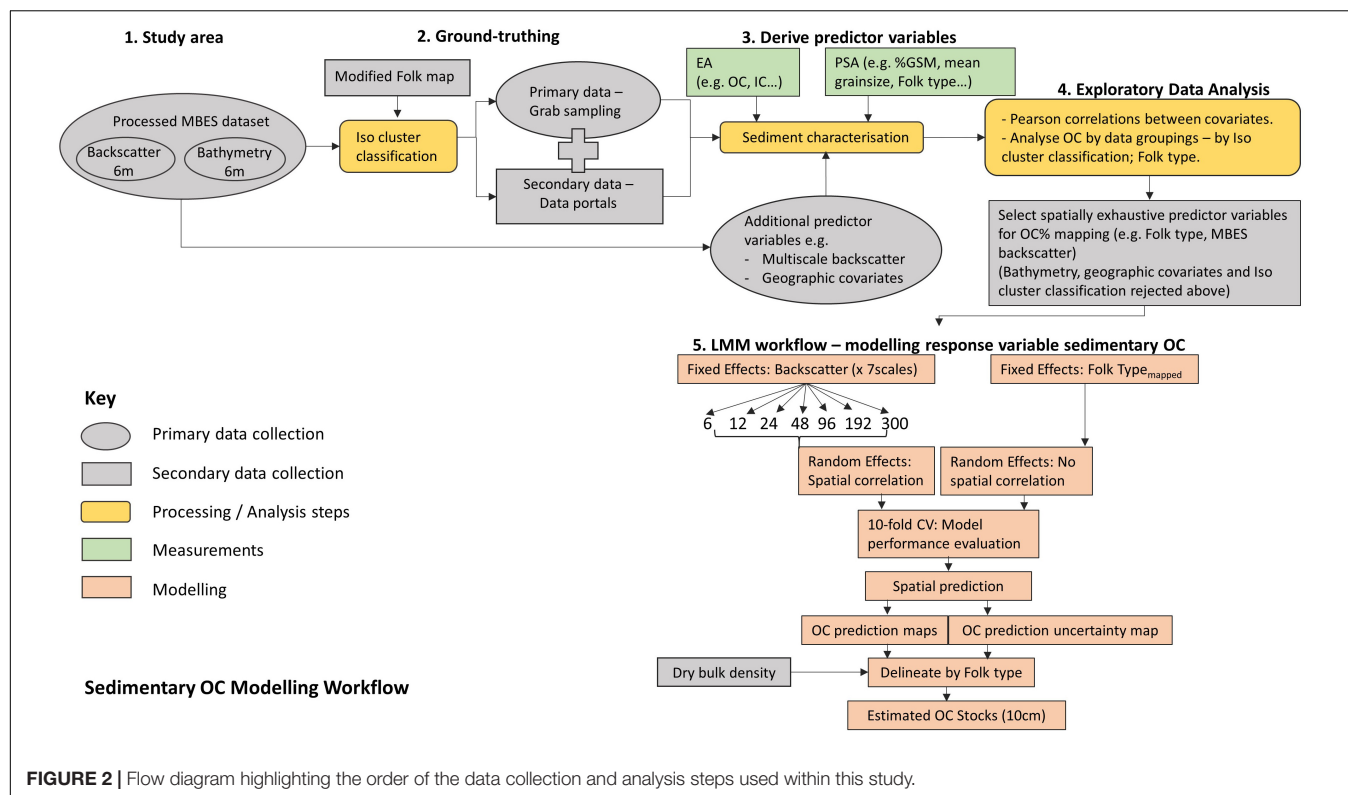 1. Study area
2. Ground-truthing
3. Derive predictor variables
Modified Folk map
Processed MBES dataset
Backscatter
6m
Bathymetry
6m
Iso cluster
classification
Primary data –
Grab sampling
Secondary data –
Data portals
EA
(e.g. OC, IC...)
PSA (e.g. %GSM, mean
grainsize, Folk type...)
Sediment characterisation
Additional predictor
variables e.g.
- Multiscale backscatter
- Geographic covariates
4. Exploratory Data Analysis
- Pearson correlations between covariates.
- Analyse OC by data groupings – by Iso
cluster classification; Folk type.
Select spatially exhaustive predictor variables
for OC% mapping (e.g. Folk type, MBES
backscatter)
(Bathymetry, geographic covariates and Iso
cluster classification rejected above)
5. LMM workflow – modelling response variable sedimentary OC
Fixed Effects: Backscatter (x 7scales)
Fixed Effects: Folk Typemapped
6 12 24 48 96 192 300
Random Effects:
Spatial correlation
Random Effects: No
spatial correlation
10-fold CV: Model
performance evaluation
Spatial prediction
OC prediction maps
OC prediction uncertainty map
Dry bulk density
Delineate by Folk type
Estimated OC Stocks (10cm)
Key
Primary data collection
Secondary data collection
Processing / Analysis steps
Measurements
Modelling
Sedimentary OC Modelling Workflow
FIGURE 2 | Flow diagram highlighting the order of the data collection and analysis steps used within this study.